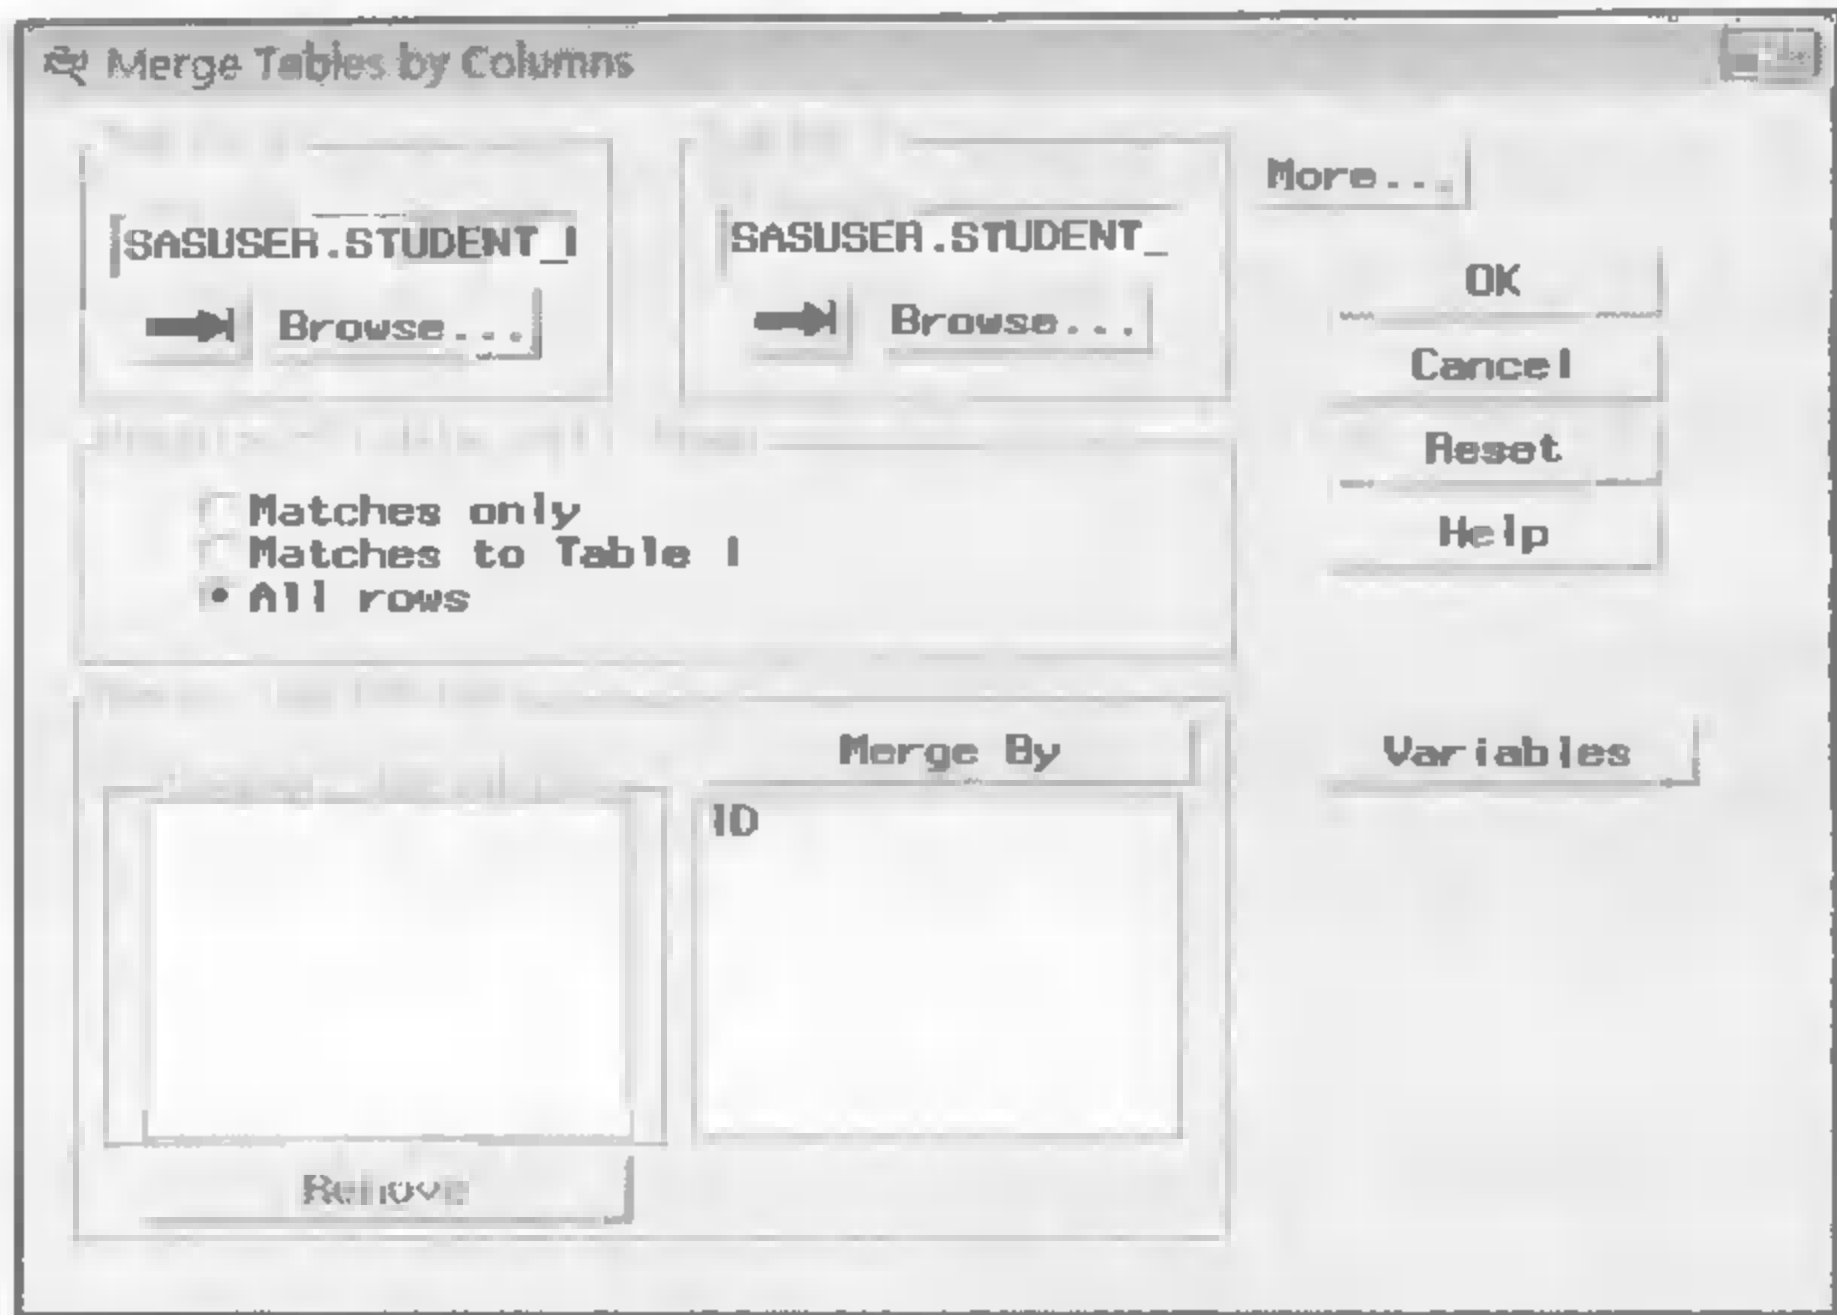 Merge Tables by Columns
More...
SASUSER.STUDENT_I
SASUSER.STUDENT_
Browse...
Browse...
OK
Cancel
Reset
Help
Matches only
Matches to Table 1
All rows
Merge By
Variables
ID
Remove